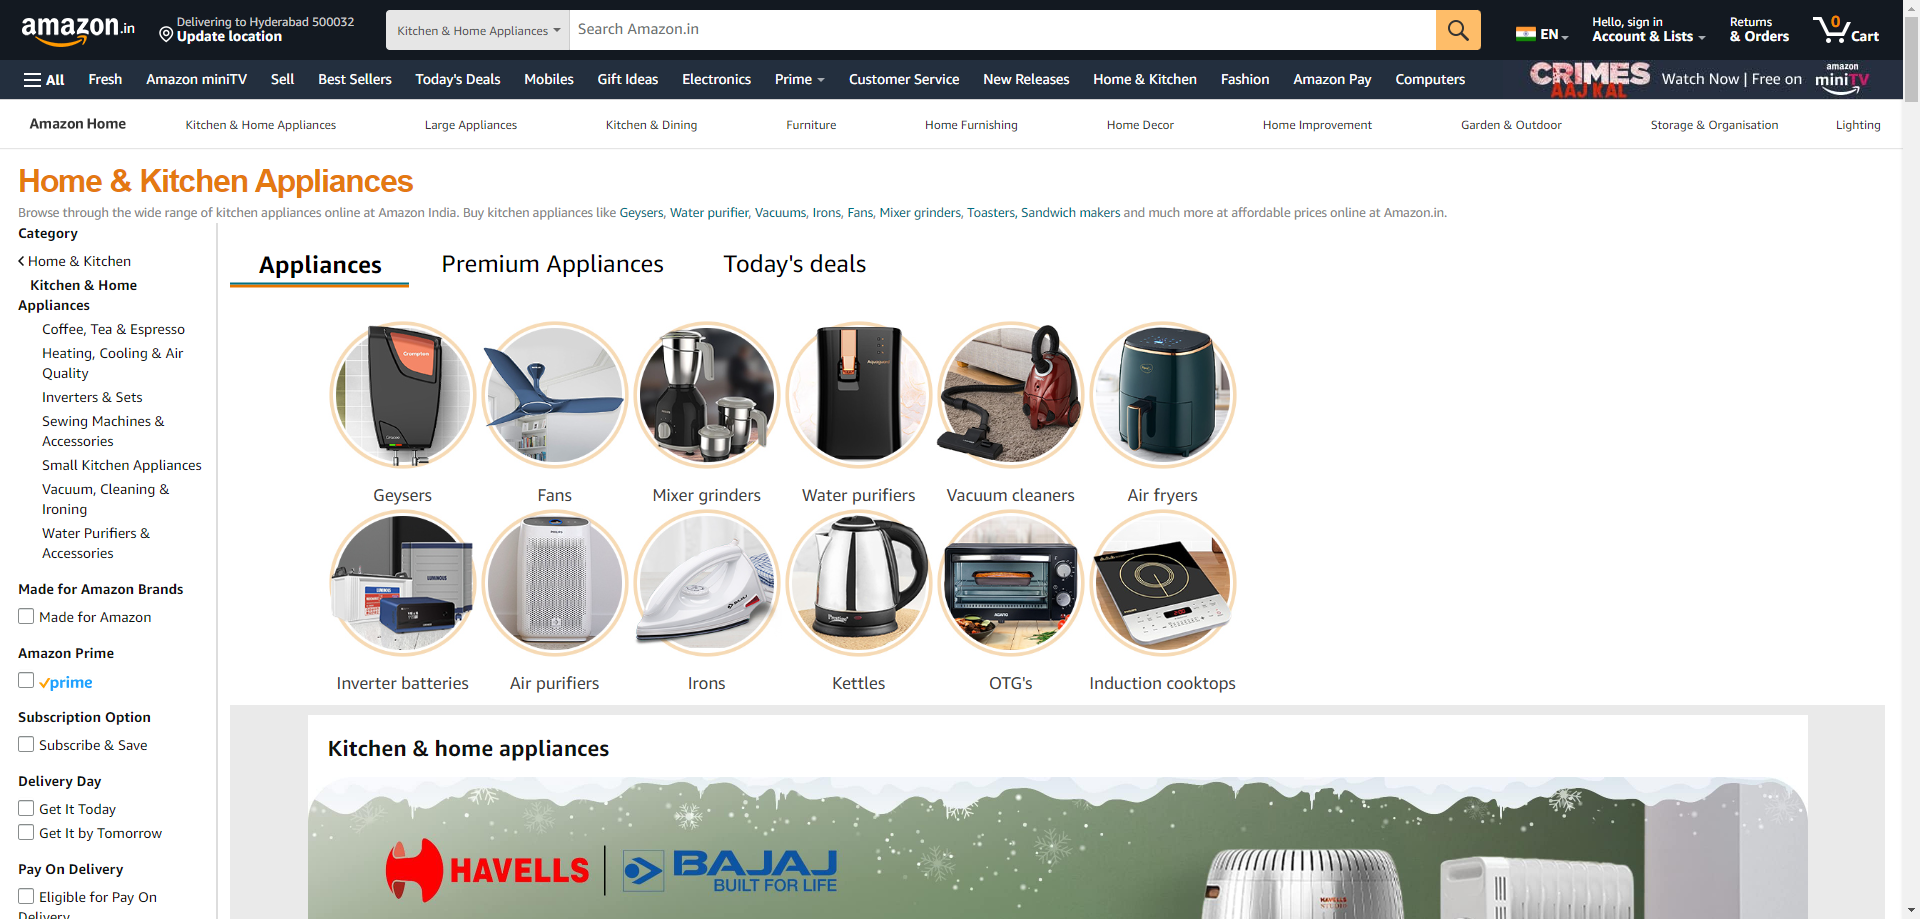 amazon.in
Delivering to Hyderabad 500032
Update location
Kitchen & Home Appliances
Search Amazon.in
EN
Hello, sign in
Account & Lists
Returns
& Orders
0
Cart
All
Fresh
Amazon miniTV
Sell
Best Sellers
Today's Deals
Mobiles
Gift Ideas
Electronics
Prime
Customer Service
New Releases
Home & Kitchen
Fashion
Amazon Pay
Computers
CRIMES
AAJ KAL
Watch Now | Free on
amazon
miniTV
Amazon Home
Kitchen & Home Appliances
Large Appliances
Kitchen & Dining
Furniture
Home Furnishing
Home Decor
Home Improvement
Garden & Outdoor
Storage & Organisation
Lighting
Home & Kitchen Appliances
Browse through the wide range of kitchen appliances online at Amazon India. Buy kitchen appliances like Geysers, Water purifier, Vacuums, Irons, Fans, Mixer grinders, Toasters, Sandwich makers and much more at affordable prices online at Amazon.in.
Category
Home & Kitchen
Kitchen & Home
Appliances
Coffee, Tea & Espresso
Heating, Cooling & Air
Quality
Inverters & Sets
Sewing Machines &
Accessories
Small Kitchen Appliances
Vacuum, Cleaning &
Ironing
Water Purifiers &
Accessories
Made for Amazon Brands
Made for Amazon
Amazon Prime
prime
Subscription Option
Subscribe & Save
Delivery Day
Get It Today
Get It by Tomorrow
Pay On Delivery
Eligible for Pay On
Delivery
Appliances
Premium Appliances
Today's deals
Crompton
Geysers
Fans
Mixer grinders
Aquaguard
Water purifiers
Vacuum cleaners
Air fryers
LUMINOUS
LUMINOUS
Inverter batteries
Air purifiers
BAJAJ
Irons
Prestige
Kettles
AGARO
OTG's
Induction cooktops
Kitchen & home appliances
HAVELLS
BAJAJ
BUILT FOR LIFE
HAVELLS